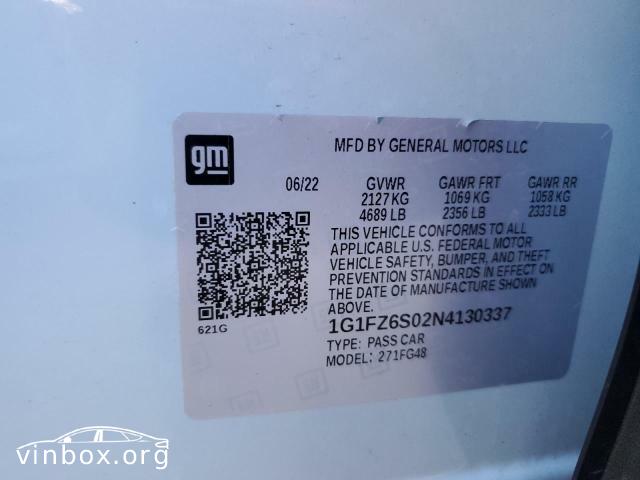 gm
MFD BY GENERAL MOTORS LLC
06/22 GVWR GAWR FRT GAWR RR
2127 KG 1069 KG 1058 KG
4689 LB 2356 LB 2333 LB
THIS VEHICLE CONFORMS TO ALL
APPLICABLE U.S. FEDERAL MOTOR
VEHICLE SAFETY, BUMPER, AND THEFT
PREVENTION STANDARDS IN EFFECT ON
THE DATE OF MANUFACTURE SHOWN
ABOVE.
621G
1G1FZ6S02N4130337
TYPE: PASS CAR
MODEL: 271FG48
vinbox.org